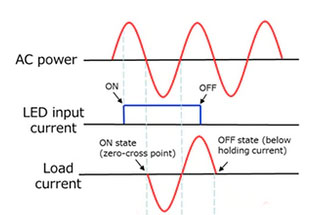 AC power
ON
OFF
LED input
current
ON state
(zero-cross point)
OFF state (below
holding current)
Load
current